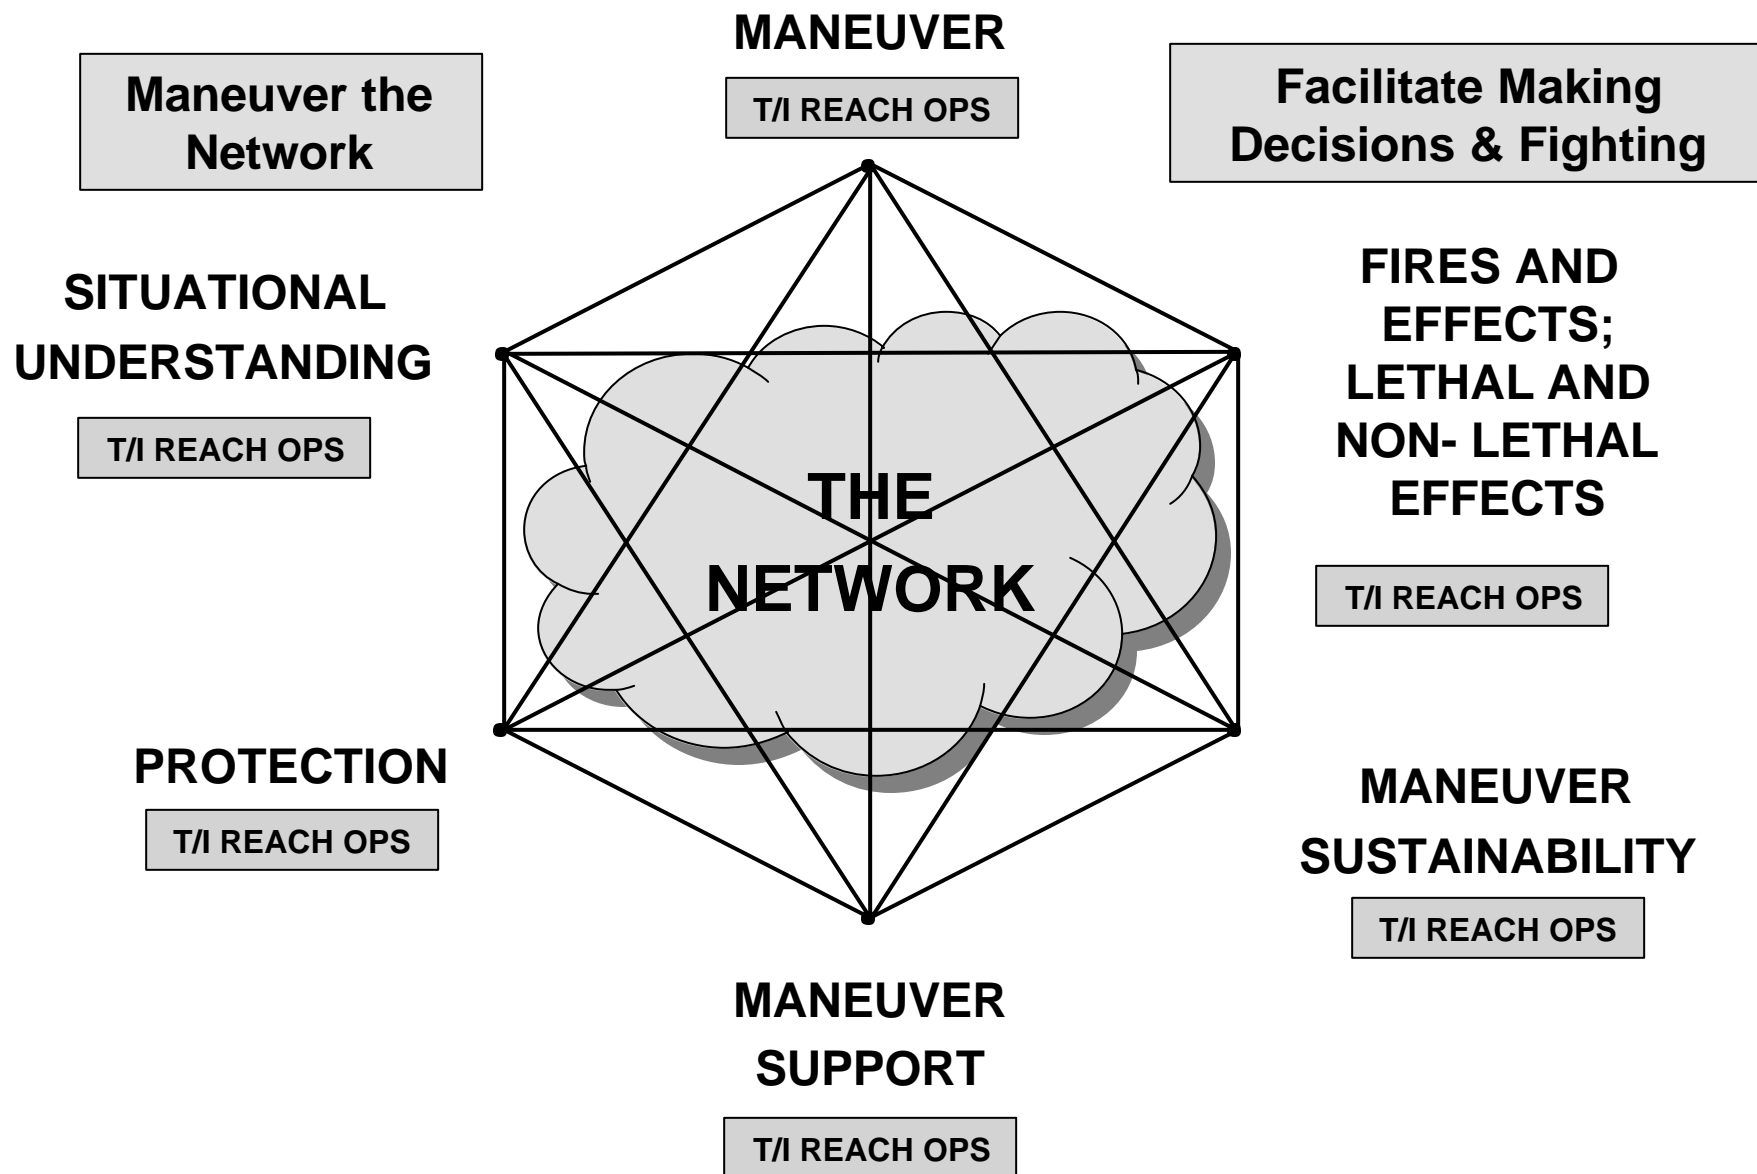 MANEUVER
T/I REACH OPS
Maneuver the
Network
Facilitate Making
Decisions & Fighting
SITUATIONAL
UNDERSTANDING
T/I REACH OPS
FIRES AND
EFFECTS;
LETHAL AND
NON- LETHAL
EFFECTS
T/I REACH OPS
THE
NETWORK
PROTECTION
T/I REACH OPS
MANEUVER
SUSTAINABILITY
T/I REACH OPS
MANEUVER
SUPPORT
T/I REACH OPS